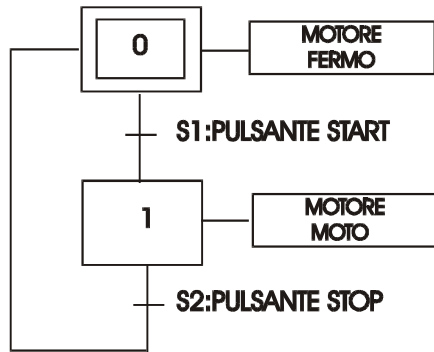 0
MOTORE
FERMO
S1:PULSANTE START
1
MOTORE
MOTO
S2:PULSANTE STOP